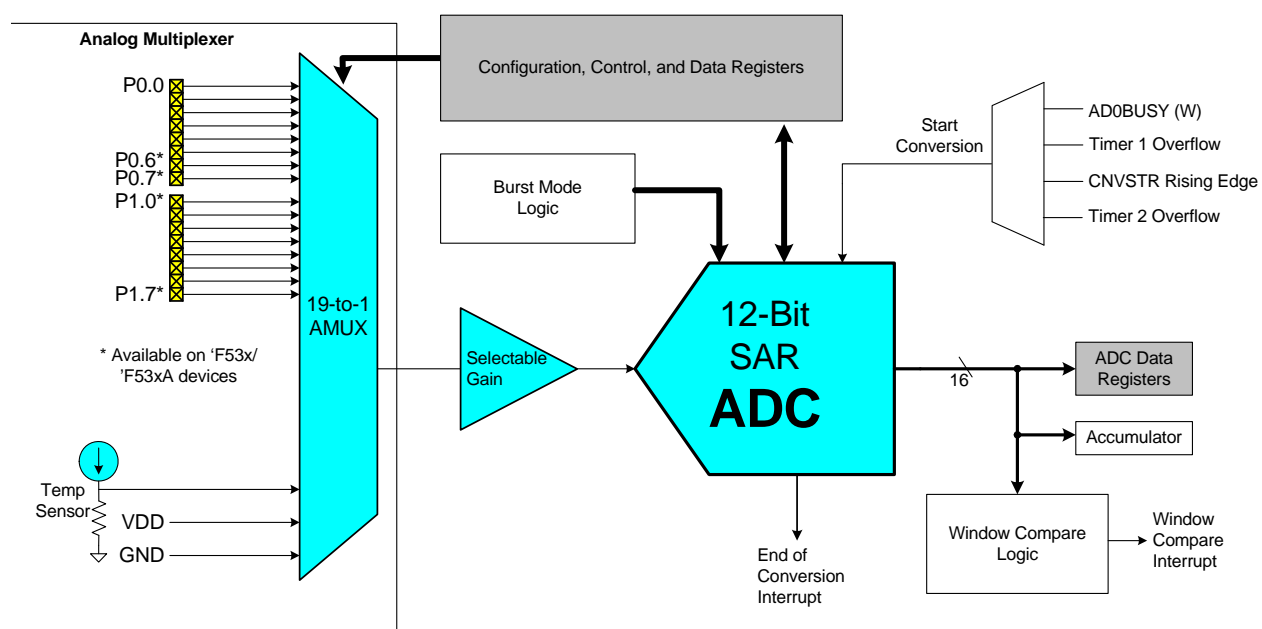 Analog Multiplexer
P0.0
P0.6*
P0.7*
P1.0*
P1.7*
* Available on ‘F53x/
’F53xA devices
Temp
Sensor
VDD
GND
19-to-1
AMUX
Configuration, Control, and Data Registers
Burst Mode
Logic
Selectable
Gain
Start
Conversion
AD0BUSY (W)
Timer 1 Overflow
CNVSTR Rising Edge
Timer 2 Overflow
12-Bit
SAR
ADC
16
ADC Data
Registers
Accumulator
Window Compare
Logic
Window
Compare
Interrupt
End of
Conversion
Interrupt